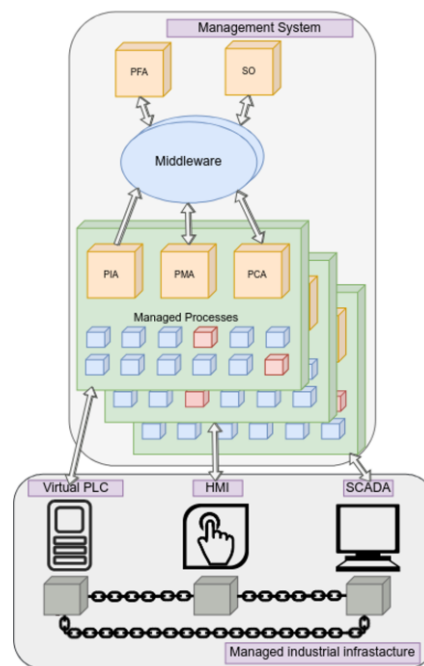 Management System
PFA
SO
Middleware
PIA
PMA
PCA
Managed Processes
Virtual PLC
HMI
SCADA
Managed industrial infrastacture